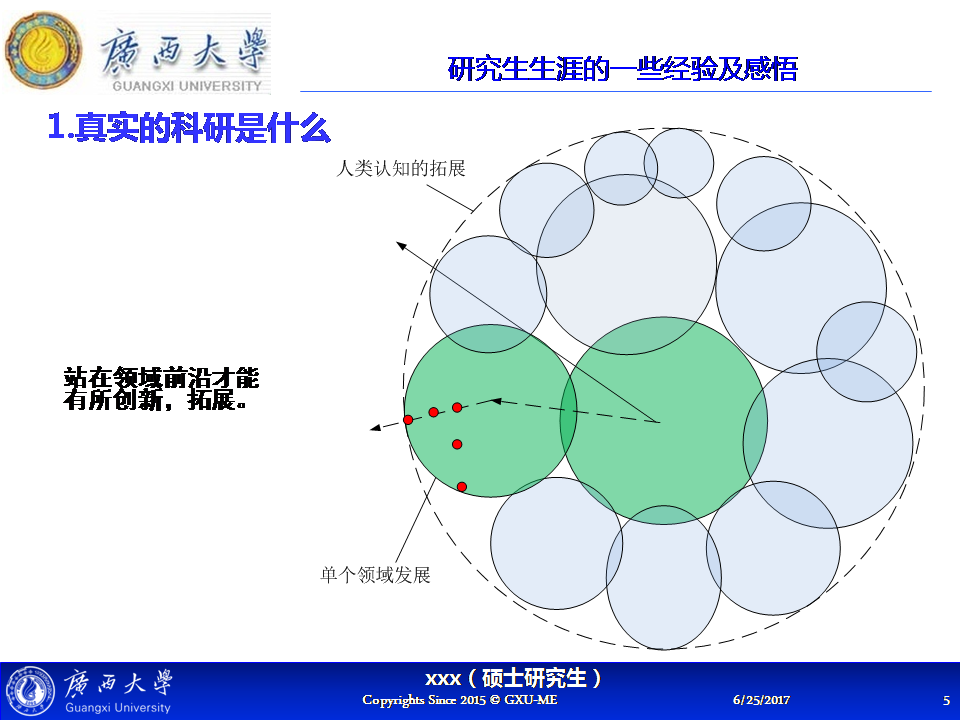 廣西大學
GUANGXI UNIVERSITY
研究生生涯的一些经验及感悟
1.真实的科研是什么
人类认知的拓展
站在领域前沿才能
有所创新，拓展。
单个领域发展
廣西大學
Guangxi University
xxx（硕士研究生）
Copyrights Since 2015 © GXU-ME
6/25/2017
5